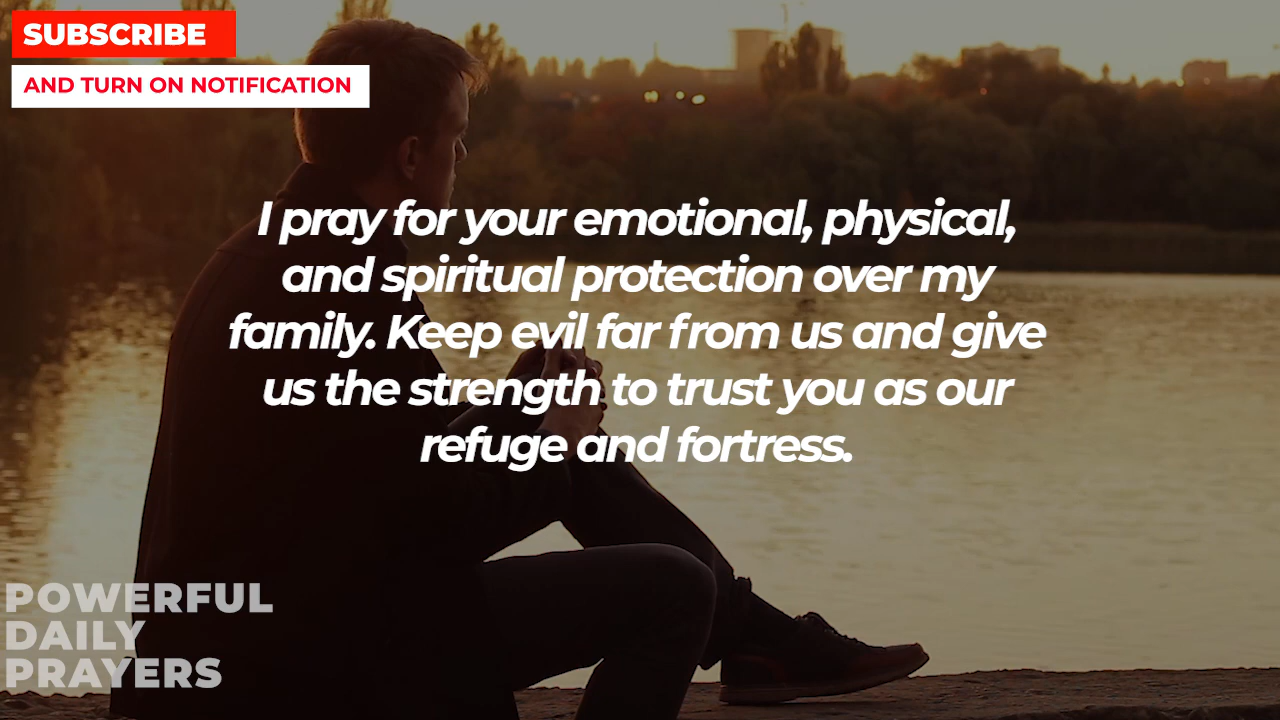 SUBSCRIBE
AND TURN ON NOTIFICATION
I pray for your emotional, physical,
and spiritual protection over my
family. Keep evil far from us and give
us the strength to trust you as our
refuge and fortress.
POWERFUL
DAILY
PRAYERS